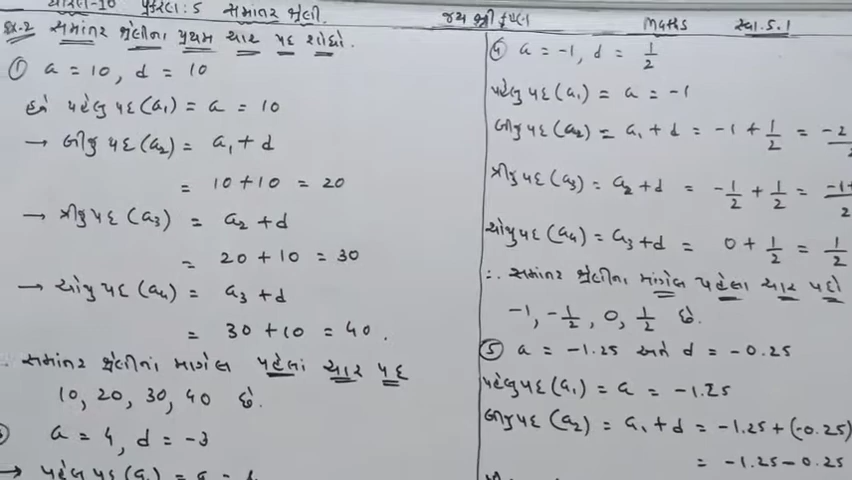 ધોરણ-10 પ્રકરણ: 5 સમાંતર શ્રેણી.
જય શ્રી કૃષ્ણ
Maths
સ્વા.5.1
પ્ર.2 સમાંતર શ્રેણીના પ્રથમ ચાર પદ શોધો.
① a = 10, d = 10
પહેલુ પદ (a₁) = a = 10
→ બીજુ પદ (a₂) = a₁ + d
= 10 + 10 = 20
→ ત્રીજુ પદ (a₃) = a₂ + d
= 20 + 10 = 30
→ ચોથુ પદ (a₄) = a₃ + d
= 30 + 10 = 40.
∴ સમાંતર શ્રેણીનાં માગેલ પહેલાં ચાર પદ
10, 20, 30, 40 છે.
a = 4, d = -3
→ પહેલુ પદ (a₁) = a =
④ a = -1, d = 1/2
પહેલુ પદ (a₁) = a = -1
બીજુ પદ (a₂) = a₁ + d = -1 + 1/2 = -2
ત્રીજુ પદ (a₃) = a₂ + d = -1/2 + 1/2 = -1+
ચોથુ પદ (a₄) = a₃ + d = 0 + 1/2 = 1/2
∴ સમાંતર શ્રેણીના માંગેલ પહેલા ચાર પદો
-1, -1/2, 0, 1/2 છે.
⑤ a = -1.25 અને d = -0.25
પહેલુ પદ (a₁) = a = -1.25
બીજુ પદ (a₂) = a₁ + d = -1.25 + (-0.25)
= -1.25 - 0.25